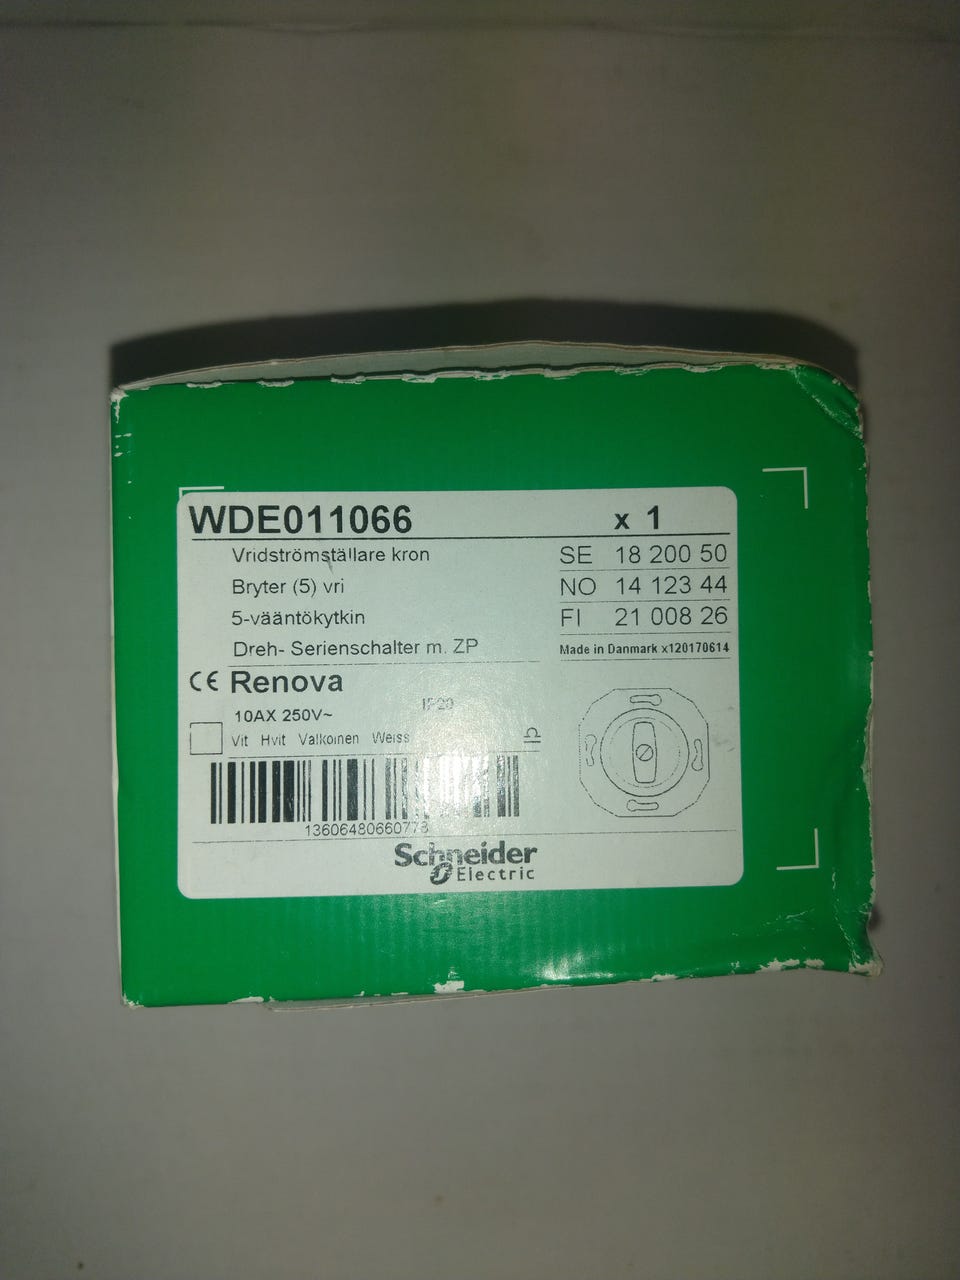 WDE011066 x 1
Vridströmställare kron SE 18 200 50
Bryter (5) vri NO 14 123 44
5-vääntökytkin FI 21 008 26
Dreh- Serienschalter m. ZP Made in Danmark x120170614
CE Renova
IP20
10AX 250V~
Vit Hvit Valkoinen Weiss
13606480660773
Schneider
Electric